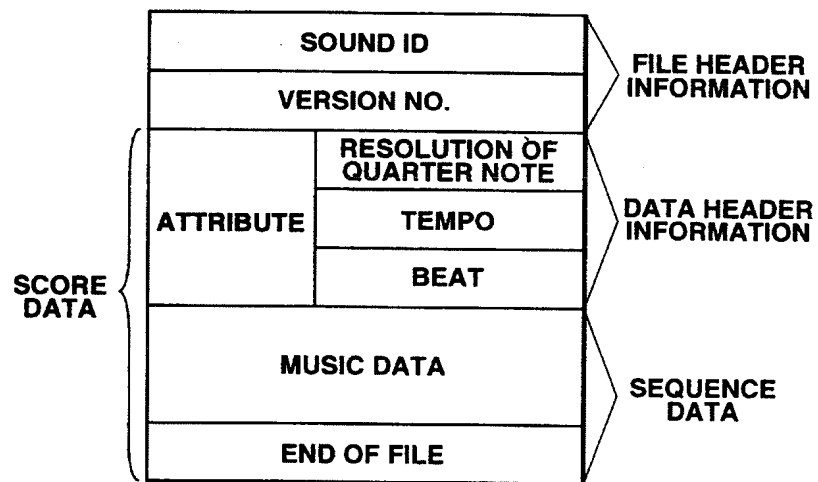 SOUND ID
FILE HEADER
INFORMATION
VERSION NO.
RESOLUTION OF
QUARTER NOTE
ATTRIBUTE
TEMPO
DATA HEADER
INFORMATION
BEAT
SCORE
DATA
MUSIC DATA
SEQUENCE
DATA
END OF FILE